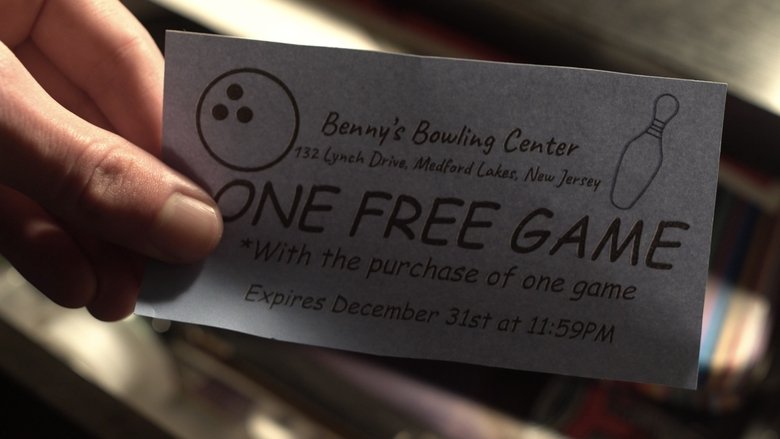 Benny's Bowling Center
132 Lynch Drive, Medford Lakes, New Jersey
ONE FREE GAME
*With the purchase of one game
Expires December 31st at 11:59PM